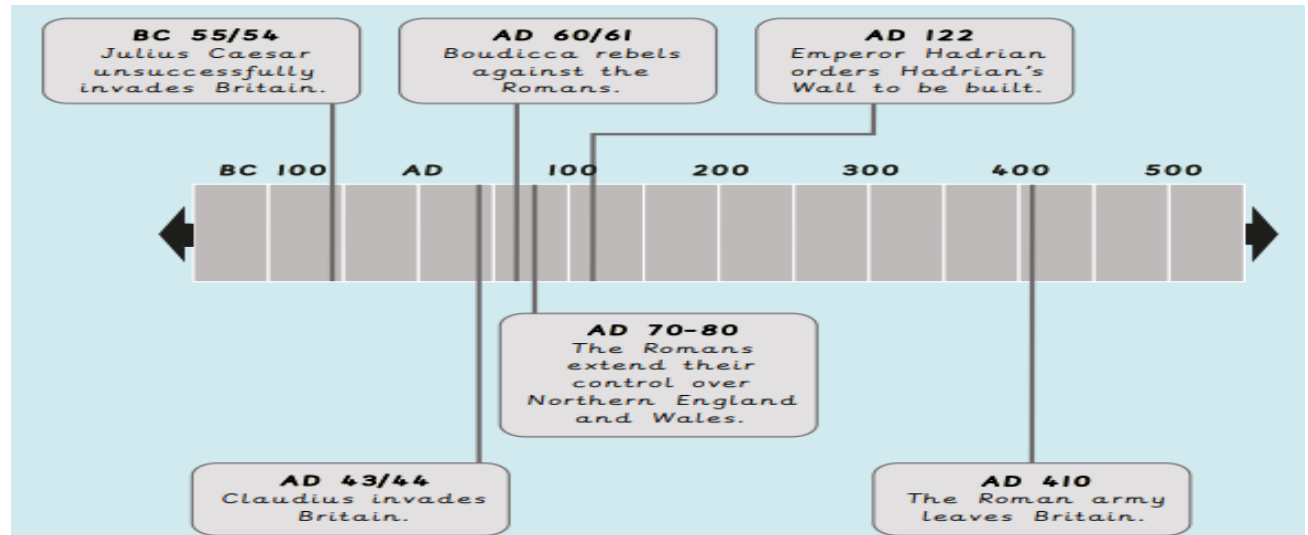 BC 55/54
Julius Caesar
unsuccessfully
invades Britain.
AD 60/61
Boudicca rebels
against the
Romans.
AD 122
Emperor Hadrian
orders Hadrian's
Wall to be built.
BC 100 AD 100 200 300 400 500
AD 70-80
The Romans
extend their
control over
Northern England
and Wales.
AD 43/44
Claudius invades
Britain.
AD 410
The Roman army
leaves Britain.